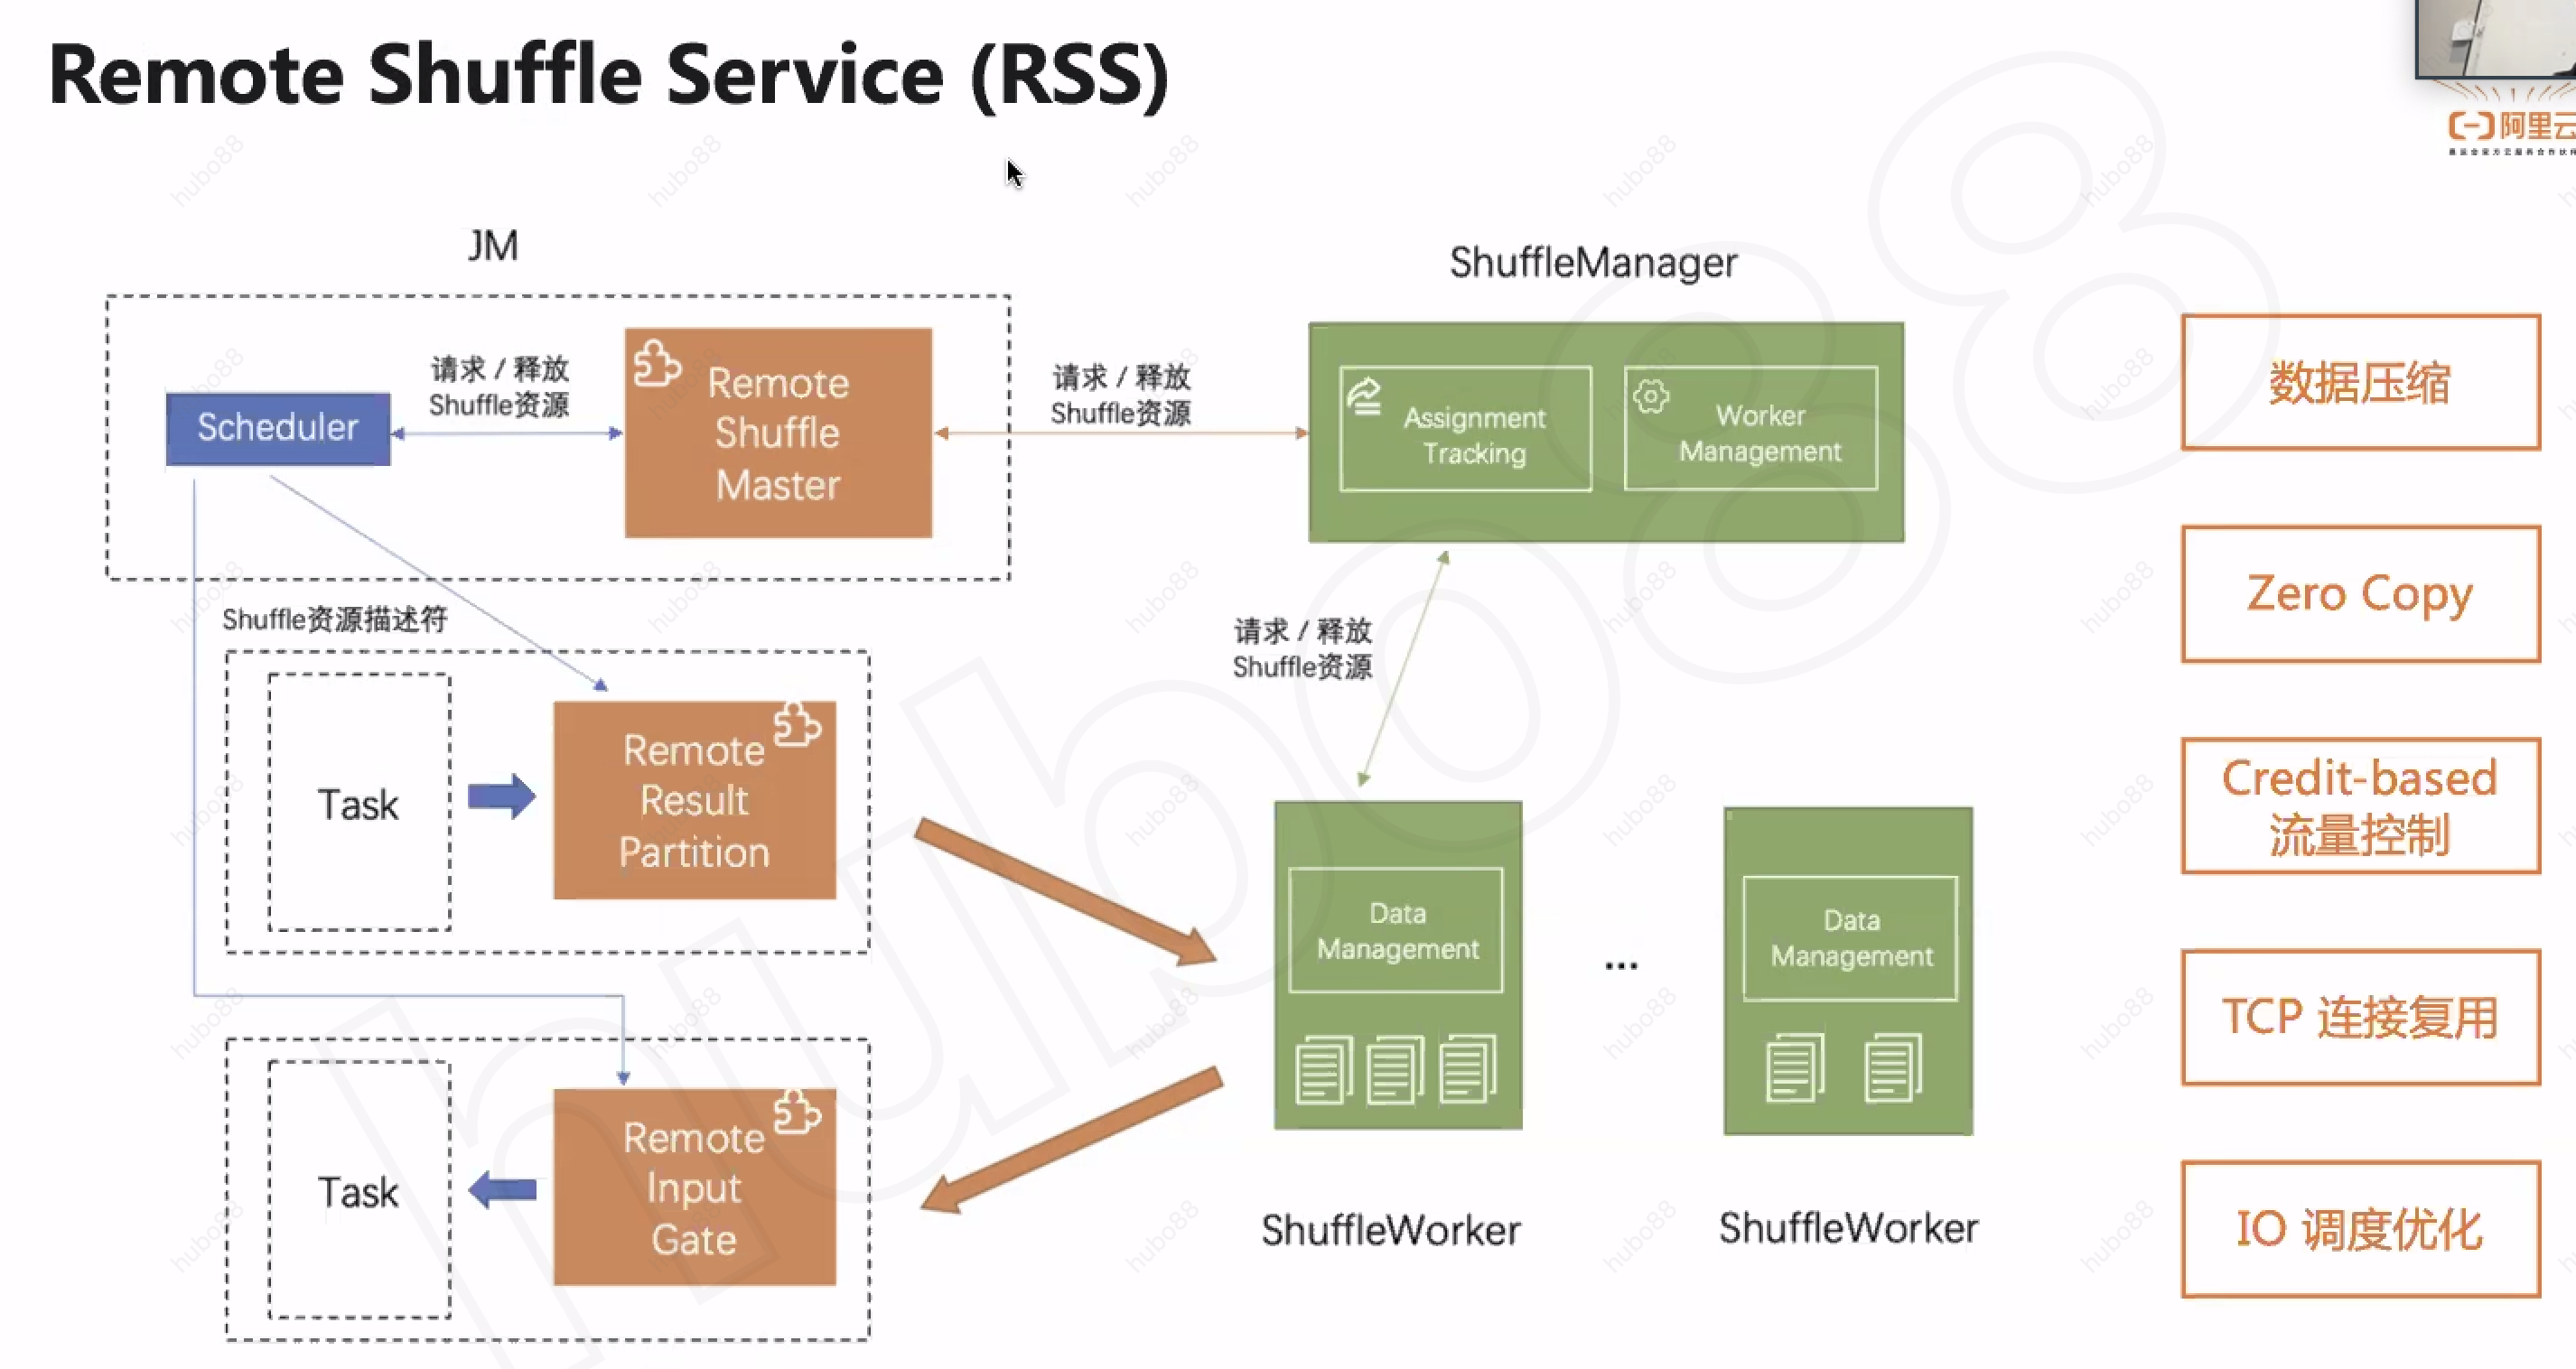 Remote Shuffle Service (RSS)
阿里云
JM
ShuffleManager
请求 / 释放
Shuffle资源
Scheduler
Remote
Shuffle
Master
请求 / 释放
Shuffle资源
Assignment
Tracking
Worker
Management
数据压缩
Zero Copy
Shuffle资源描述符
请求 / 释放
Shuffle资源
Task
Remote
Result
Partition
Credit-based
流量控制
Data
Management
...
Data
Management
TCP 连接复用
Task
Remote
Input
Gate
ShuffleWorker
ShuffleWorker
IO 调度优化
hubo88